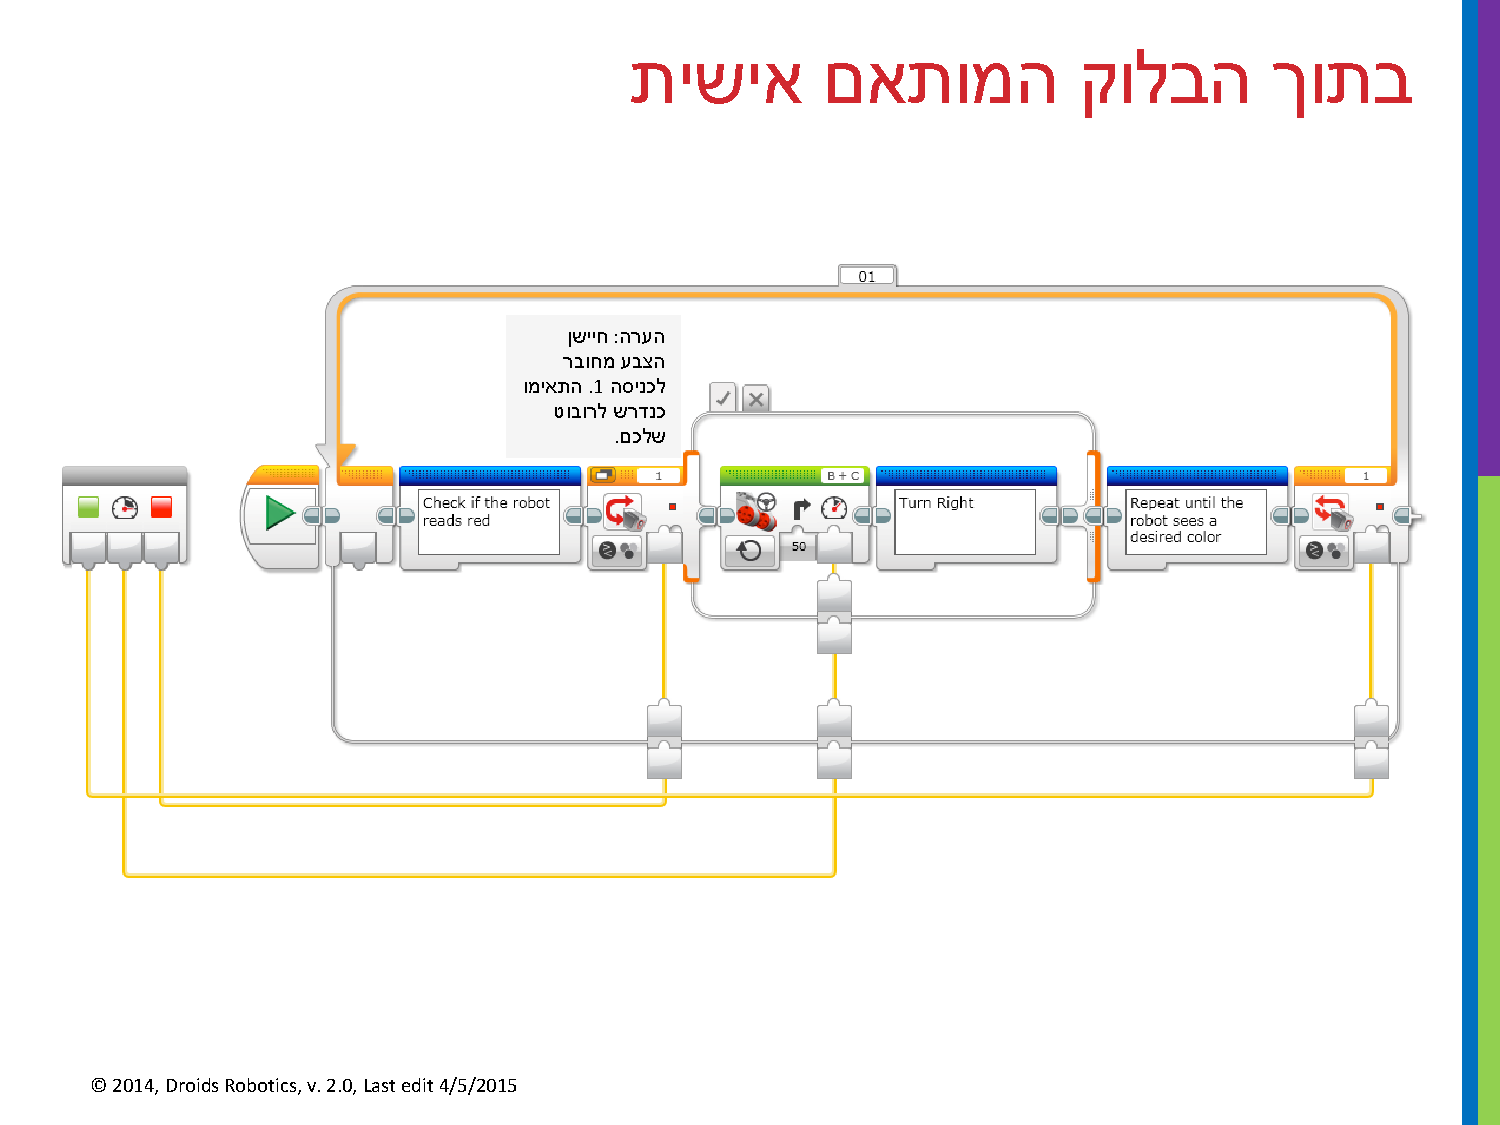 בתוך הבלוק המותאם אישית
01
הערה: חיישן
הצבע מחובר
לכניסה 1. התאימו
כנדרש לרובוט
שלכם.
Check if the robot
reads red
1
B + C
50
Turn Right
Repeat until the
robot sees a
desired color
1
© 2014, Droids Robotics, v. 2.0, Last edit 4/5/2015